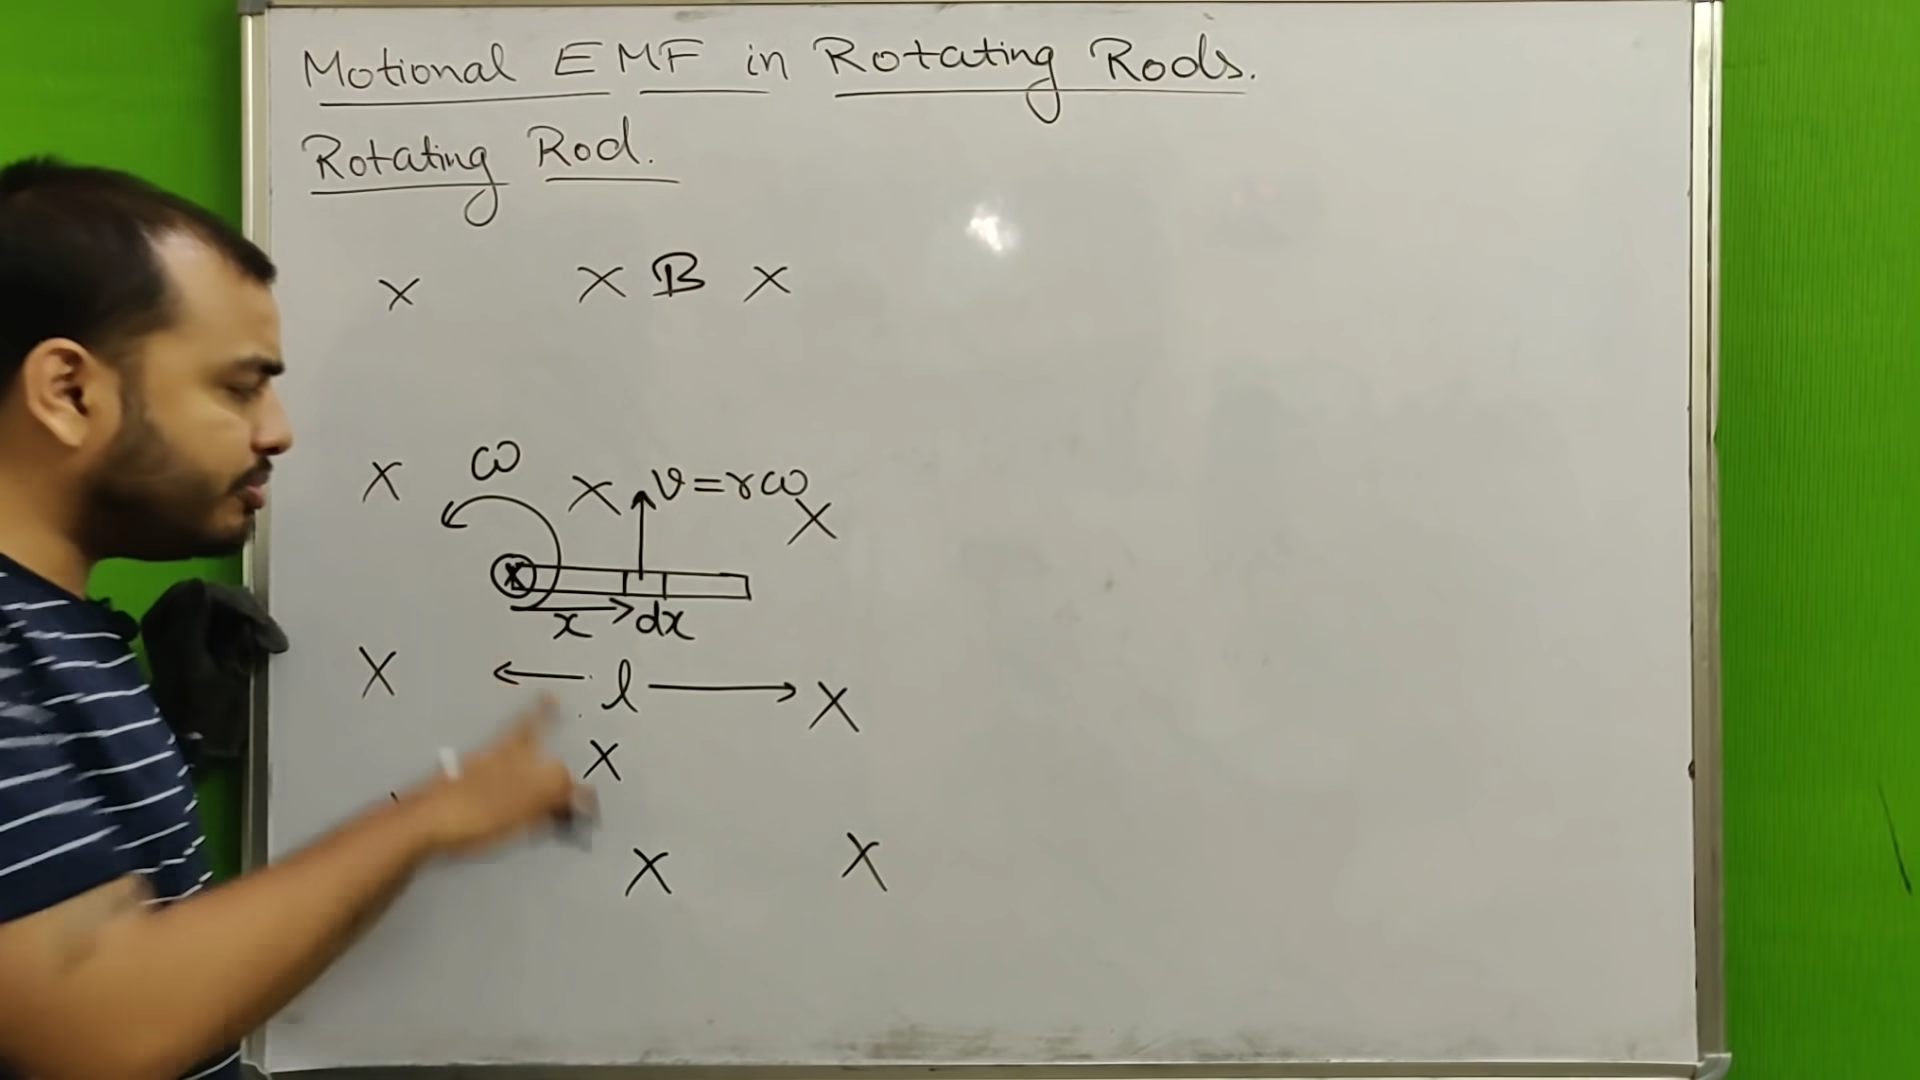 Motional EMF in Rotating Rods.
Rotating Rod.
X X B X
X ω X v=rω X
X
x dx
X l X
X
X X